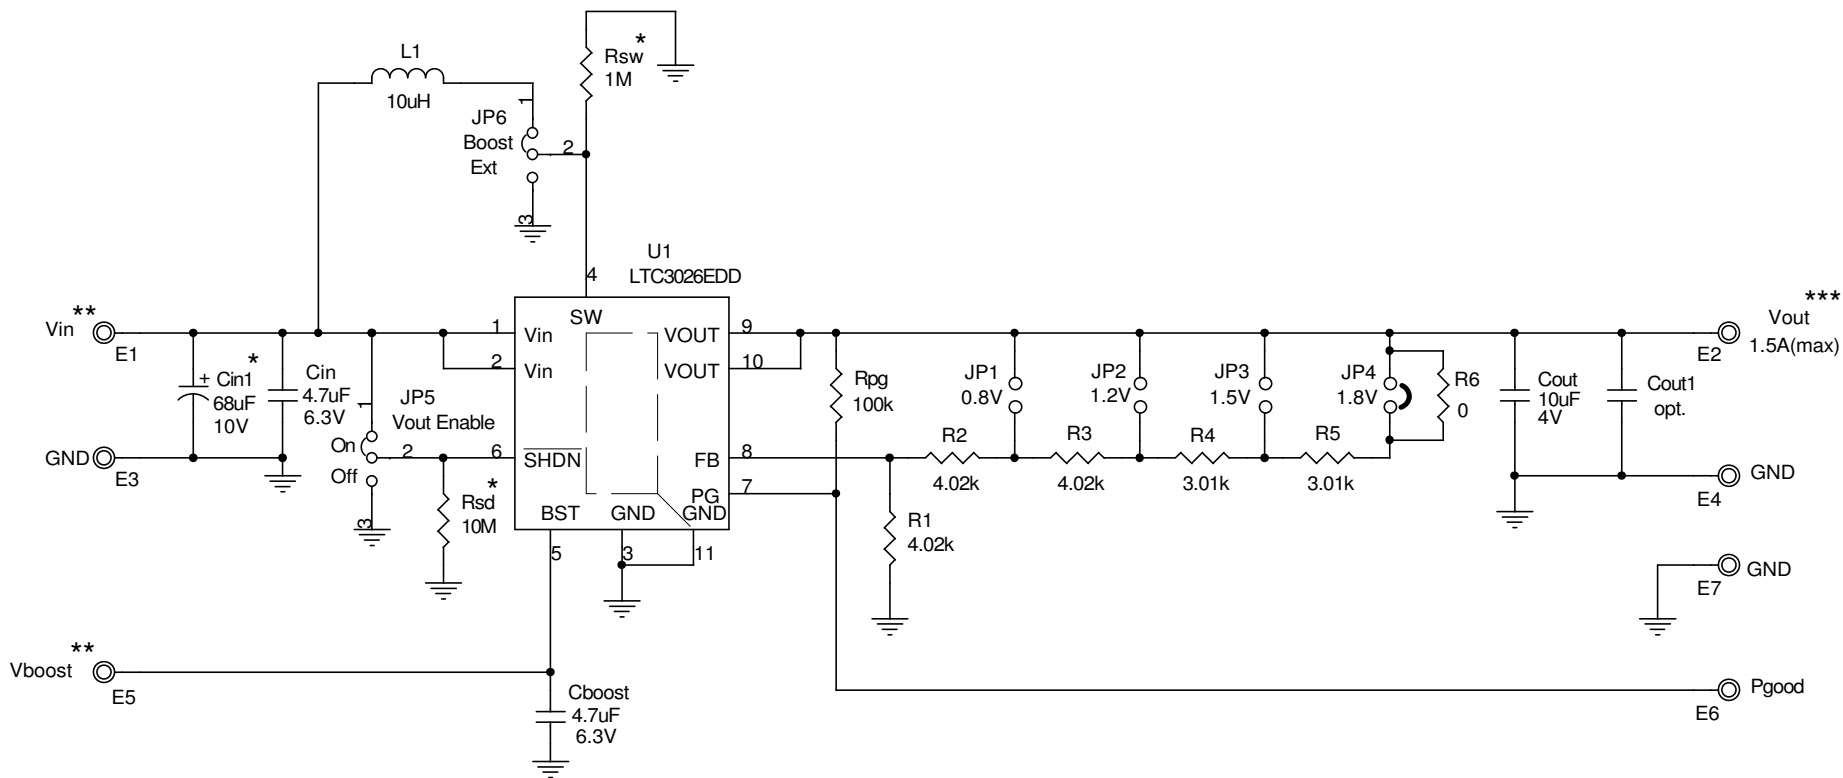 *
Rsw
1M
L1
10uH
1
JP6
Boost
Ext
2
3
U1
LTC3026EDD
4
**
Vin
E1
***
Vout
1.5A(max)
E2
SW
1
Vin
2
Vin
VOUT
9
VOUT
10
+
Cin1
68uF
10V
*
Cin
4.7uF
6.3V
1
JP5
Vout Enable
On
2
Off
3
6
SHDN
*
Rsd
10M
Rpg
100k
JP1
0.8V
JP2
1.2V
JP3
1.5V
JP4
1.8V
R6
0
Cout
10uF
4V
Cout1
opt.
GND
E3
FB
8
R2
4.02k
R3
4.02k
R4
3.01k
R5
3.01k
GND
E4
PG
7
BST
GND
GND
5
3
11
R1
4.02k
GND
E7
**
Vboost
E5
Cboost
4.7uF
6.3V
Pgood
E6